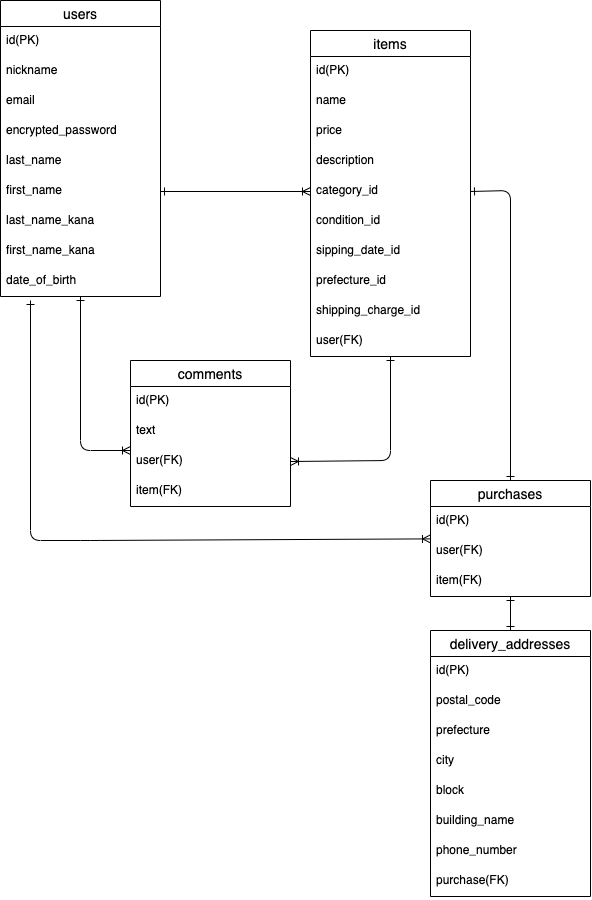 users
id(PK)
nickname
email
encrypted_password
last_name
first_name
last_name_kana
first_name_kana
date_of_birth
items
id(PK)
name
price
description
category_id
condition_id
sipping_date_id
prefecture_id
shipping_charge_id
user(FK)
comments
id(PK)
text
user(FK)
item(FK)
purchases
id(PK)
user(FK)
item(FK)
delivery_addresses
id(PK)
postal_code
prefecture
city
block
building_name
phone_number
purchase(FK)